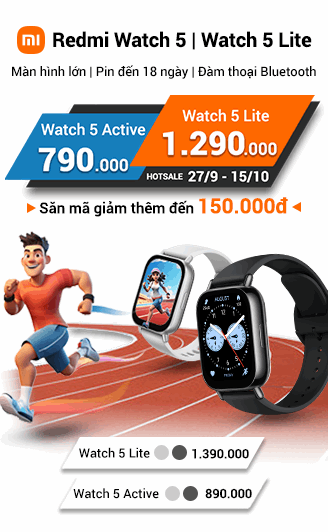 mi Redmi Watch 5 | Watch 5 Lite
Màn hình lớn | Pin đến 18 ngày | Đàm thoại Bluetooth
Watch 5 Active
790.000
Watch 5 Lite
1.290.000
HOTSALE 27/9 - 15/10
Săn mã giảm thêm đến 150.000đ
Watch 5 Lite 1.390.000
Watch 5 Active 890.000